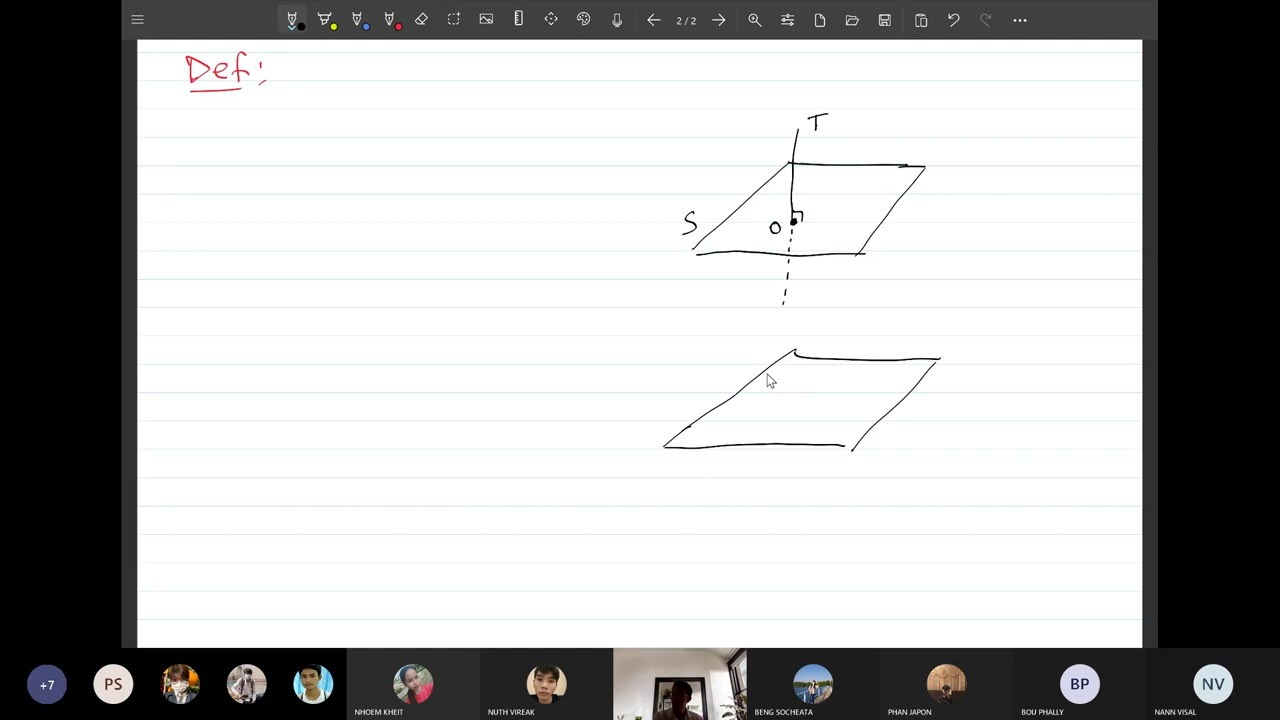 2 / 2
Def:
T
S
O
+7
PS
BP
NV
NHOEM KHEIT
NUTH VIREAK
BENG SOCHEATA
PHAN JAPON
BOU PHALLY
NANN VISAL